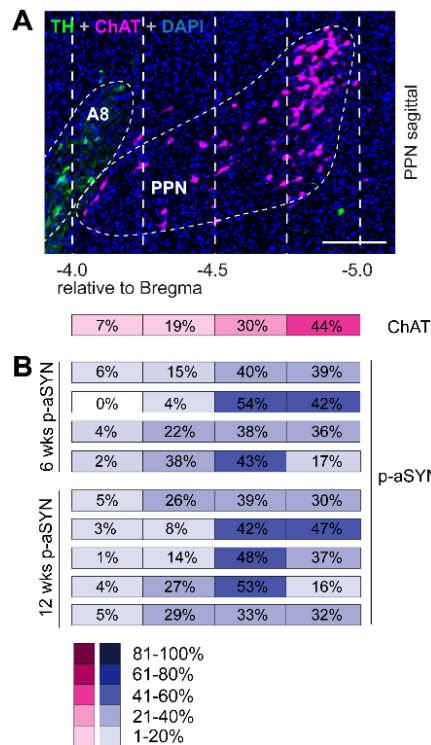 A
TH + ChAT + DAPI
A8
PPN
PPN sagittal
-4.0 -4.5 -5.0
relative to Bregma
7% 19% 30% 44% ChAT
B
6 wks p-aSYN
6% 15% 40% 39%
0% 4% 54% 42%
4% 22% 38% 36%
2% 38% 43% 17%
p-aSYN
12 wks p-aSYN
5% 26% 39% 30%
3% 8% 42% 47%
1% 14% 48% 37%
4% 27% 53% 16%
5% 29% 33% 32%
81-100%
61-80%
41-60%
21-40%
1-20%